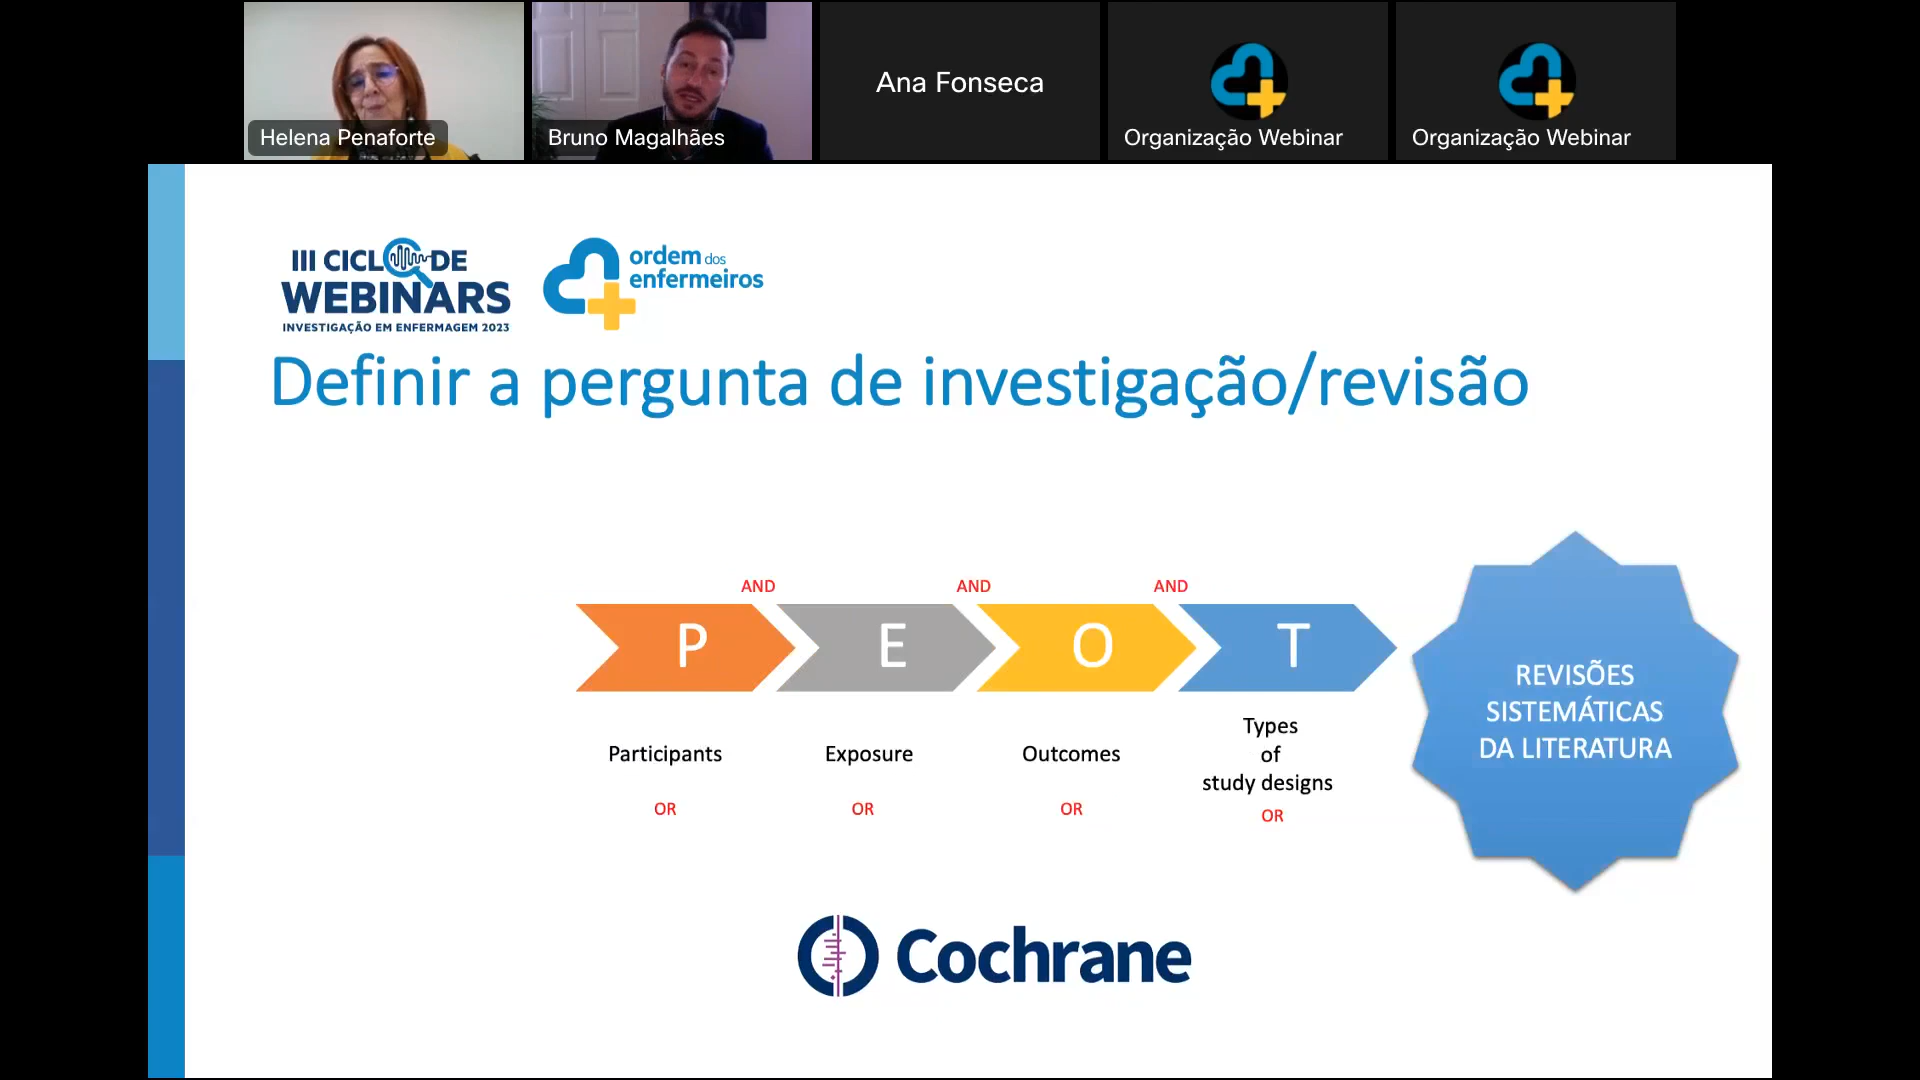 Helena Penaforte
Bruno Magalhães
Ana Fonseca
Organização Webinar
Organização Webinar
III CICLO DE
WEBINARS
INVESTIGAÇÃO EM ENFERMAGEM 2023
ordem dos
enfermeiros
Definir a pergunta de investigação/revisão
AND
AND
AND
P
E
O
T
Participants
Exposure
Outcomes
Types
of
study designs
OR
OR
OR
OR
REVISÕES
SISTEMÁTICAS
DA LITERATURA
Cochrane